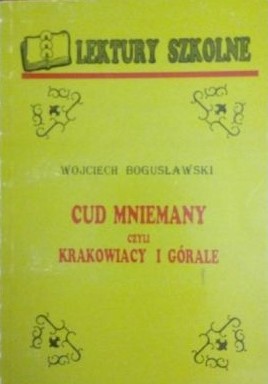 LEKTURY SZKOLNE
WOJCIECH BOGUSŁAWSKI
CUD MNIEMANY
CZYLI
KRAKOWIACY I GÓRALE